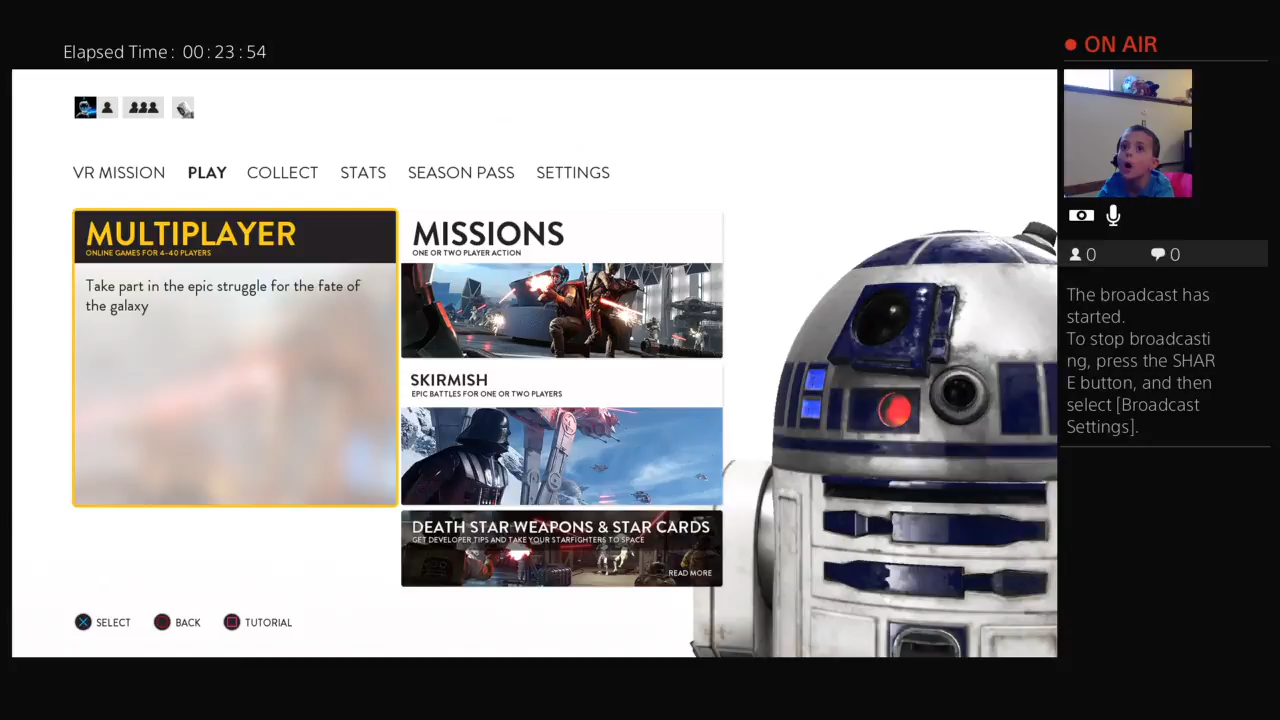 Elapsed Time: 00:23:54
ON AIR
VR MISSION PLAY COLLECT STATS SEASON PASS SETTINGS
MULTIPLAYER
ONLINE GAMES FOR 4-40 PLAYERS
Take part in the epic struggle for the fate of
the galaxy
MISSIONS
ONE OR TWO PLAYER ACTION
SKIRMISH
EPIC BATTLES FOR ONE OR TWO PLAYERS
DEATH STAR WEAPONS & STAR CARDS
GET DEVELOPER TIPS AND TAKE YOUR STARFIGHTERS TO SPACE
READ MORE
SELECT BACK TUTORIAL
0 0
The broadcast has
started.
To stop broadcasti
ng, press the SHAR
E button, and then
select [Broadcast
Settings].